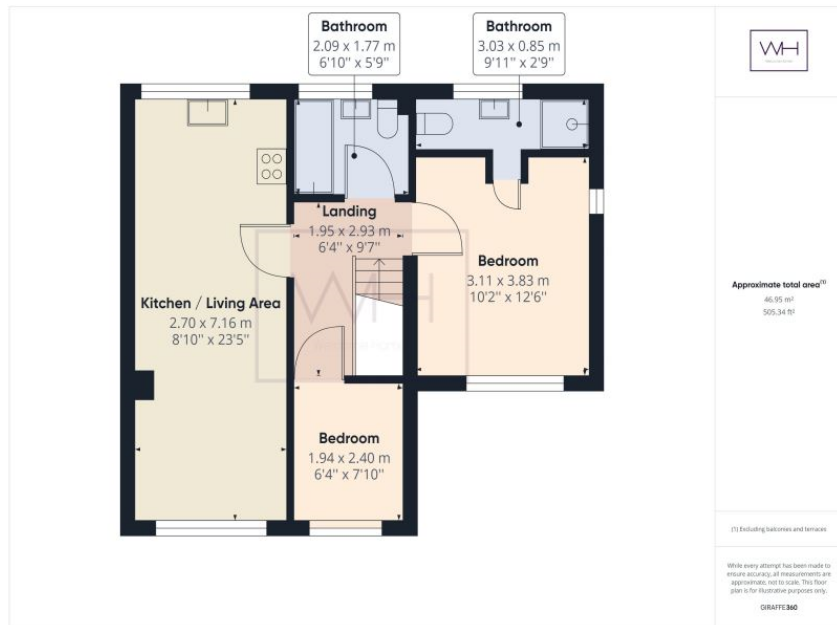 Bathroom
2.09 x 1.77 m
6'10" x 5'9"
Bathroom
3.03 x 0.85 m
9'11" x 2'9"
Landing
1.95 x 2.93 m
6'4" x 9'7"
Bedroom
3.11 x 3.83 m
10'2" x 12'6"
Kitchen / Living Area
2.70 x 7.16 m
8'10" x 23'5"
Bedroom
1.94 x 2.40 m
6'4" x 7'10"
WH
WH
Approximate total area(1)
46.95 m²
505.34 ft²
(1) Excluding balconies and terraces
While every attempt has been made to
ensure accuracy, all measurements are
approximate, not to scale. This floor
plan is for illustrative purposes only.
GIRAFFE360